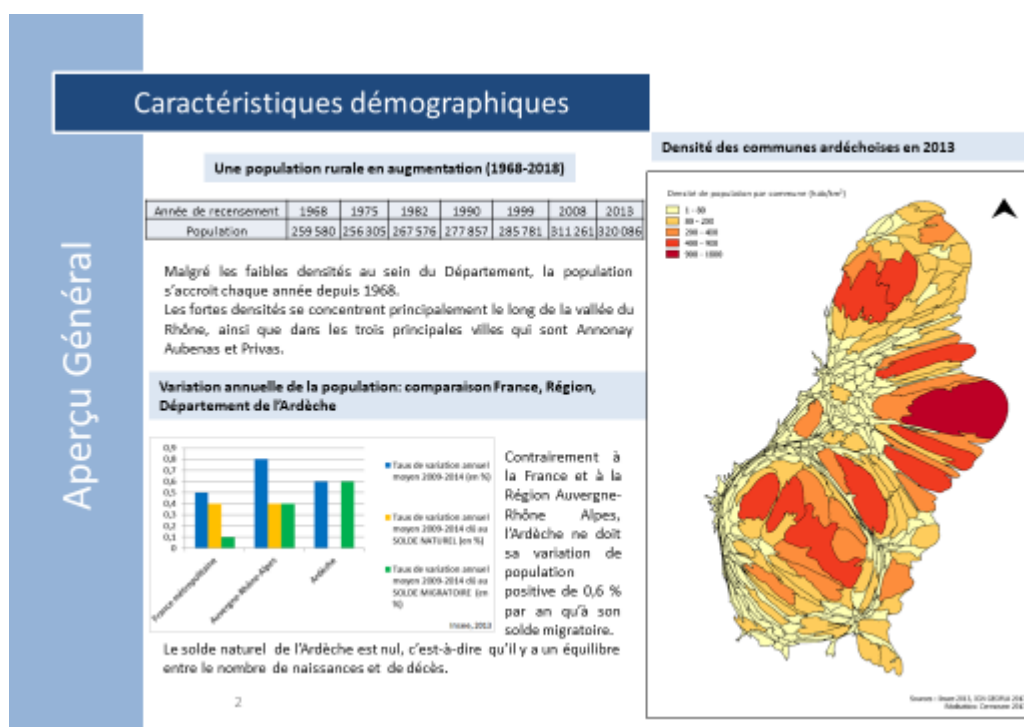 Aperçu Général
Caractéristiques démographiques
Une population rurale en augmentation (1968-2018)
Année de recensement 1968 1975 1982 1990 1999 2008 2013
Population 259 580 256 305 267 576 277 857 285 781 311 261 320 086
Malgré les faibles densités au sein du Département, la population
s'accroit chaque année depuis 1968.
Les fortes densités se concentrent principalement le long de la vallée du
Rhône, ainsi que dans les trois principales villes qui sont Annonay
Aubenas et Privas.
Variation annuelle de la population: comparaison France, Région,
Département de l'Ardèche
0,9
0,8
0,7
0,6
0,5
0,4
0,3
0,2
0,1
0
France métropolitaine
Auvergne-Rhône-Alpes
Ardèche
Taux de variation annuel
moyen 2009-2014 (en %)
Taux de variation annuel
moyen 2009-2014 dû au
SOLDE NATUREL (en %)
Taux de variation annuel
moyen 2009-2014 dû au
SOLDE MIGRATOIRE (en
%)
Insee, 2013
Contrairement à
la France et à la
Région Auvergne-
Rhône Alpes,
l'Ardèche ne doit
sa variation de
population
positive de 0,6 %
par an qu'à son
solde migratoire.
Le solde naturel de l'Ardèche est nul, c'est-à-dire qu'il y a un équilibre
entre le nombre de naissances et de décès.
2
Densité des communes ardéchoises en 2013
Densité de population par commune (hab/km²)
1 - 80
80 - 200
200 - 400
400 - 900
Sources : Insee 2013,